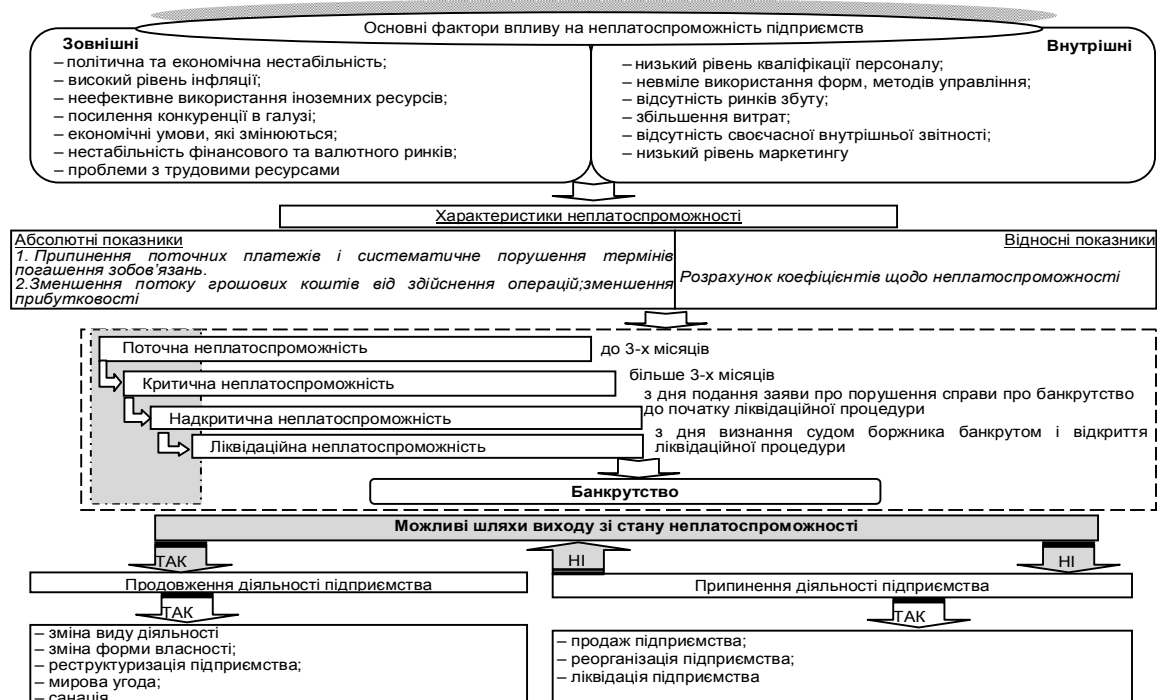 Основні фактори впливу на неплатоспроможність підприємств
Зовнішні
– політична та економічна нестабільність;
– високий рівень інфляції;
– неефективне використання іноземних ресурсів;
– посилення конкуренції в галузі;
– економічні умови, які змінюються;
– нестабільність фінансового та валютного ринків;
– проблеми з трудовими ресурсами
Внутрішні
– низький рівень кваліфікації персоналу;
– невміле використання форм, методів управління;
– відсутність ринків збуту;
– збільшення витрат;
– відсутність своєчасної внутрішньої звітності;
– низький рівень маркетингу
Характеристики неплатоспроможності
Абсолютні показники
1. Припинення поточних платежів і систематичне порушення термінів
погашення зобов’язань.
2.Зменшення потоку грошових коштів від здійснення операцій;зменшення
прибутковості
Відносні показники
Розрахунок коефіцієнтів щодо неплатоспроможності
Поточна неплатоспроможність
до 3-х місяців
Критична неплатоспроможність
більше 3-х місяців
Надкритична неплатоспроможність
з дня подання заяви про порушення справи про банкрутство
до початку ліквідаційної процедури
Ліквідаційна неплатоспроможність
з дня визнання судом боржника банкрутом і відкриття
ліквідаційної процедури
Банкрутство
Можливі шляхи виходу зі стану неплатоспроможності
ТАК
НІ
НІ
Продовження діяльності підприємства
Припинення діяльності підприємства
ТАК
ТАК
– зміна виду діяльності
– зміна форми власності;
– реструктуризація підприємства;
– мирова угода;
– санація
– продаж підприємства;
– реорганізація підприємства;
– ліквідація підприємства